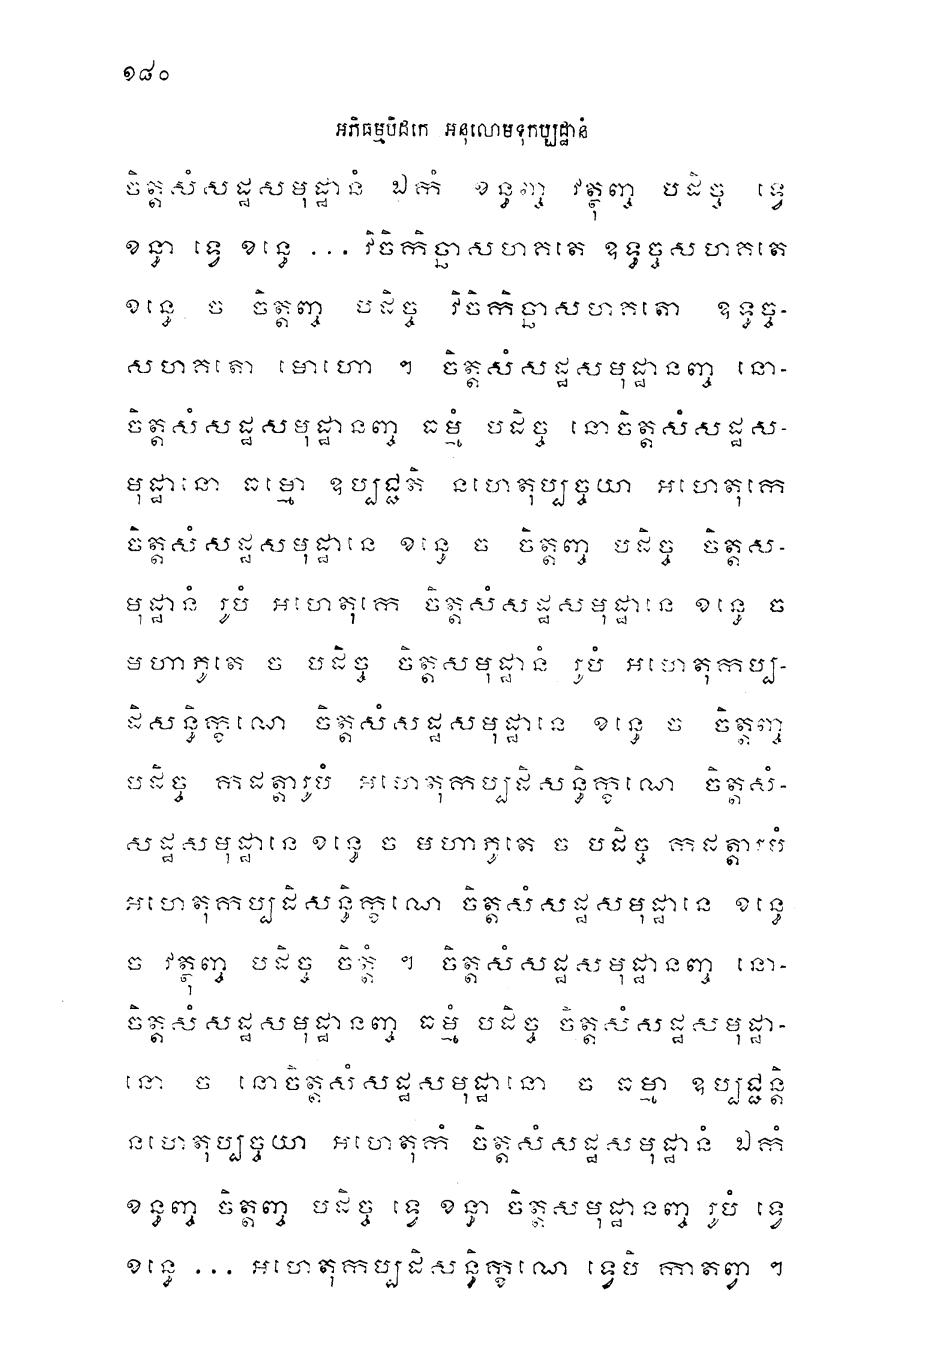 ១៨០
អភិធម្មបិដកេ អនុលោមទុកប្បដ្ឋានំ
ចិត្តសំសដ្ឋសមុដ្ឋានំ ឯកំ ខន្ធញ្ច វត្ថុញ្ច បដិច្ច ទ្វេ
ខន្ធា ទ្វេ ខន្ធេ ... វិចិកិច្ឆាសហគតេ ឧទ្ធច្ចសហគតេ
ខន្ធេ ច ចិត្តញ្ច បដិច្ច វិចិកិច្ឆាសហគតោ ឧទ្ធច្ច-
សហគតោ មោហោ ។ ចិត្តសំសដ្ឋសមុដ្ឋានញ្ច នោ-
ចិត្តសំសដ្ឋសមុដ្ឋានញ្ច ធម្មំ បដិច្ច នោចិត្តសំសដ្ឋស-
មុដ្ឋានោ ធម្មោ ឧប្បជ្ជតិ នហេតុប្បច្ចយា អហេតុកេ
ចិត្តសំសដ្ឋសមុដ្ឋានេ ខន្ធេ ច ចិត្តញ្ច បដិច្ច ចិត្តស-
មុដ្ឋានំ រូបំ អហេតុកេ ចិត្តសំសដ្ឋសមុដ្ឋានេ ខន្ធេ ច
មហាភូតេ ច បដិច្ច ចិត្តសមុដ្ឋានំ រូបំ អហេតុកប្ប-
ដិសន្ធិក្ខណេ ចិត្តសំសដ្ឋសមុដ្ឋានេ ខន្ធេ ច ចិត្តញ្ច
បដិច្ច កដត្តារូបំ អហេតុកប្បដិសន្ធិក្ខណេ ចិត្តសំ-
សដ្ឋសមុដ្ឋានេ ខន្ធេ ច មហាភូតេ ច បដិច្ច កដត្តារូបំ
អហេតុកប្បដិសន្ធិក្ខណេ ចិត្តសំសដ្ឋសមុដ្ឋានេ ខន្ធេ
ច វត្ថុញ្ច បដិច្ច ចិត្តំ ។ ចិត្តសំសដ្ឋសមុដ្ឋានញ្ច នោ-
ចិត្តសំសដ្ឋសមុដ្ឋានញ្ច ធម្មំ បដិច្ច ចិត្តសំសដ្ឋសមុដ្ឋា-
នោ ច នោចិត្តសំសដ្ឋសមុដ្ឋានោ ច ធម្មា ឧប្បជ្ជន្តិ
នហេតុប្បច្ចយា អហេតុកំ ចិត្តសំសដ្ឋសមុដ្ឋានំ ឯកំ
ខន្ធញ្ច ចិត្តញ្ច បដិច្ច ទ្វេ ខន្ធា ចិត្តសមុដ្ឋានញ្ច រូបំ ទ្វេ
ខន្ធេ ... អហេតុកប្បដិសន្ធិក្ខណេ ទ្វេបិ កាតព្វា ។